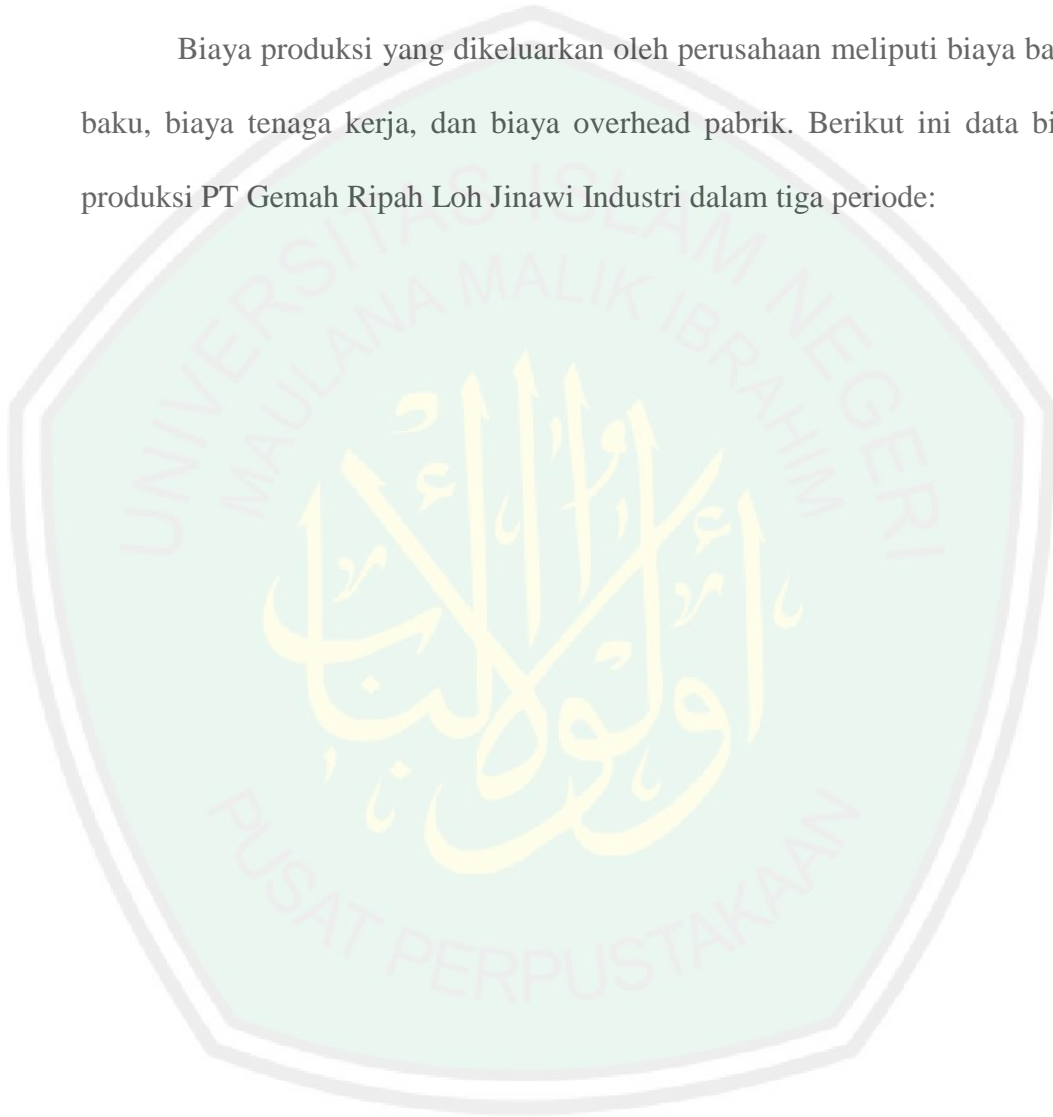 Biaya produksi yang dikeluarkan oleh perusahaan meliputi biaya ba
baku, biaya tenaga kerja, dan biaya overhead pabrik. Berikut ini data bi
produksi PT Gemah Ripah Loh Jinawi Industri dalam tiga periode:
UNIVERSITAS ISLAM NEGERI
MAULANA MALIK IBRAHIM
أولوا الألباب
PUSAT PERPUSTAKAAN